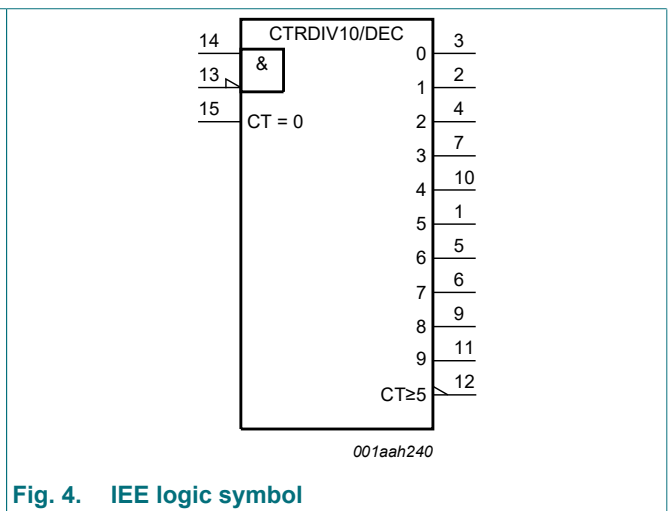 CTRDIV10/DEC
14 & 0 3
13 1 2
15 CT = 0 2 4
3 7
4 10
5 1
6 5
7 6
8 9
9 11
CT≥5 12
001aah240
Fig. 4. IEE logic symbol